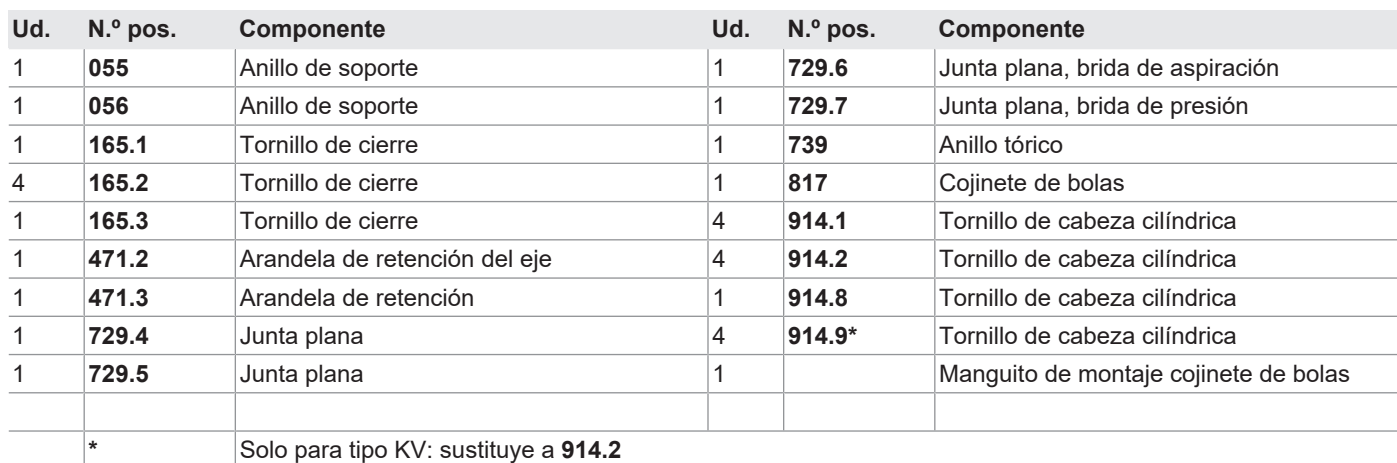 Ud. N.º pos. Componente Ud. N.º pos. Componente
1 055 Anillo de soporte 1 729.6 Junta plana, brida de aspiración
1 056 Anillo de soporte 1 729.7 Junta plana, brida de presión
1 165.1 Tornillo de cierre 1 739 Anillo tórico
4 165.2 Tornillo de cierre 1 817 Cojinete de bolas
1 165.3 Tornillo de cierre 4 914.1 Tornillo de cabeza cilíndrica
1 471.2 Arandela de retención del eje 4 914.2 Tornillo de cabeza cilíndrica
1 471.3 Arandela de retención 1 914.8 Tornillo de cabeza cilíndrica
1 729.4 Junta plana 4 914.9* Tornillo de cabeza cilíndrica
1 729.5 Junta plana 1 Manguito de montaje cojinete de bolas
* Solo para tipo KV: sustituye a 914.2